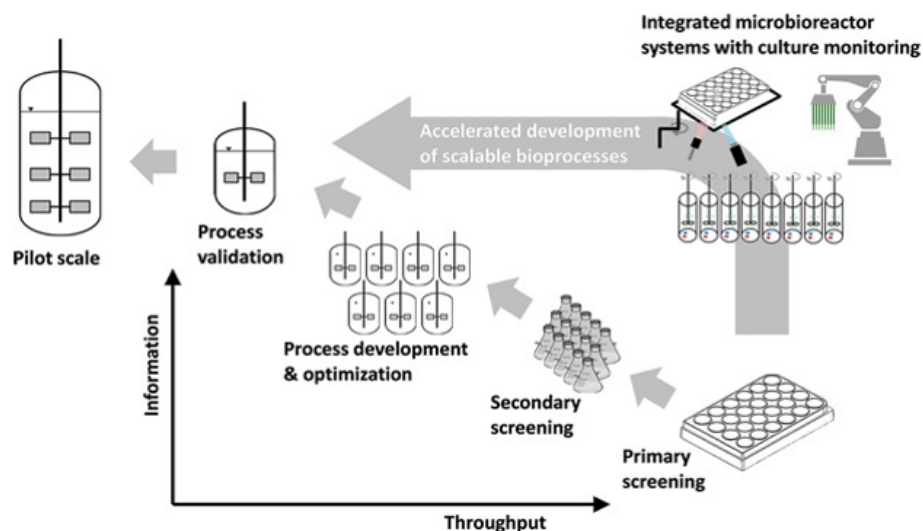 Integrated microbioreactor
systems with culture monitoring
Accelerated development
of scalable bioprocesses
Pilot scale
Process
validation
Process development
& optimization
Secondary
screening
Primary
screening
Information
Throughput